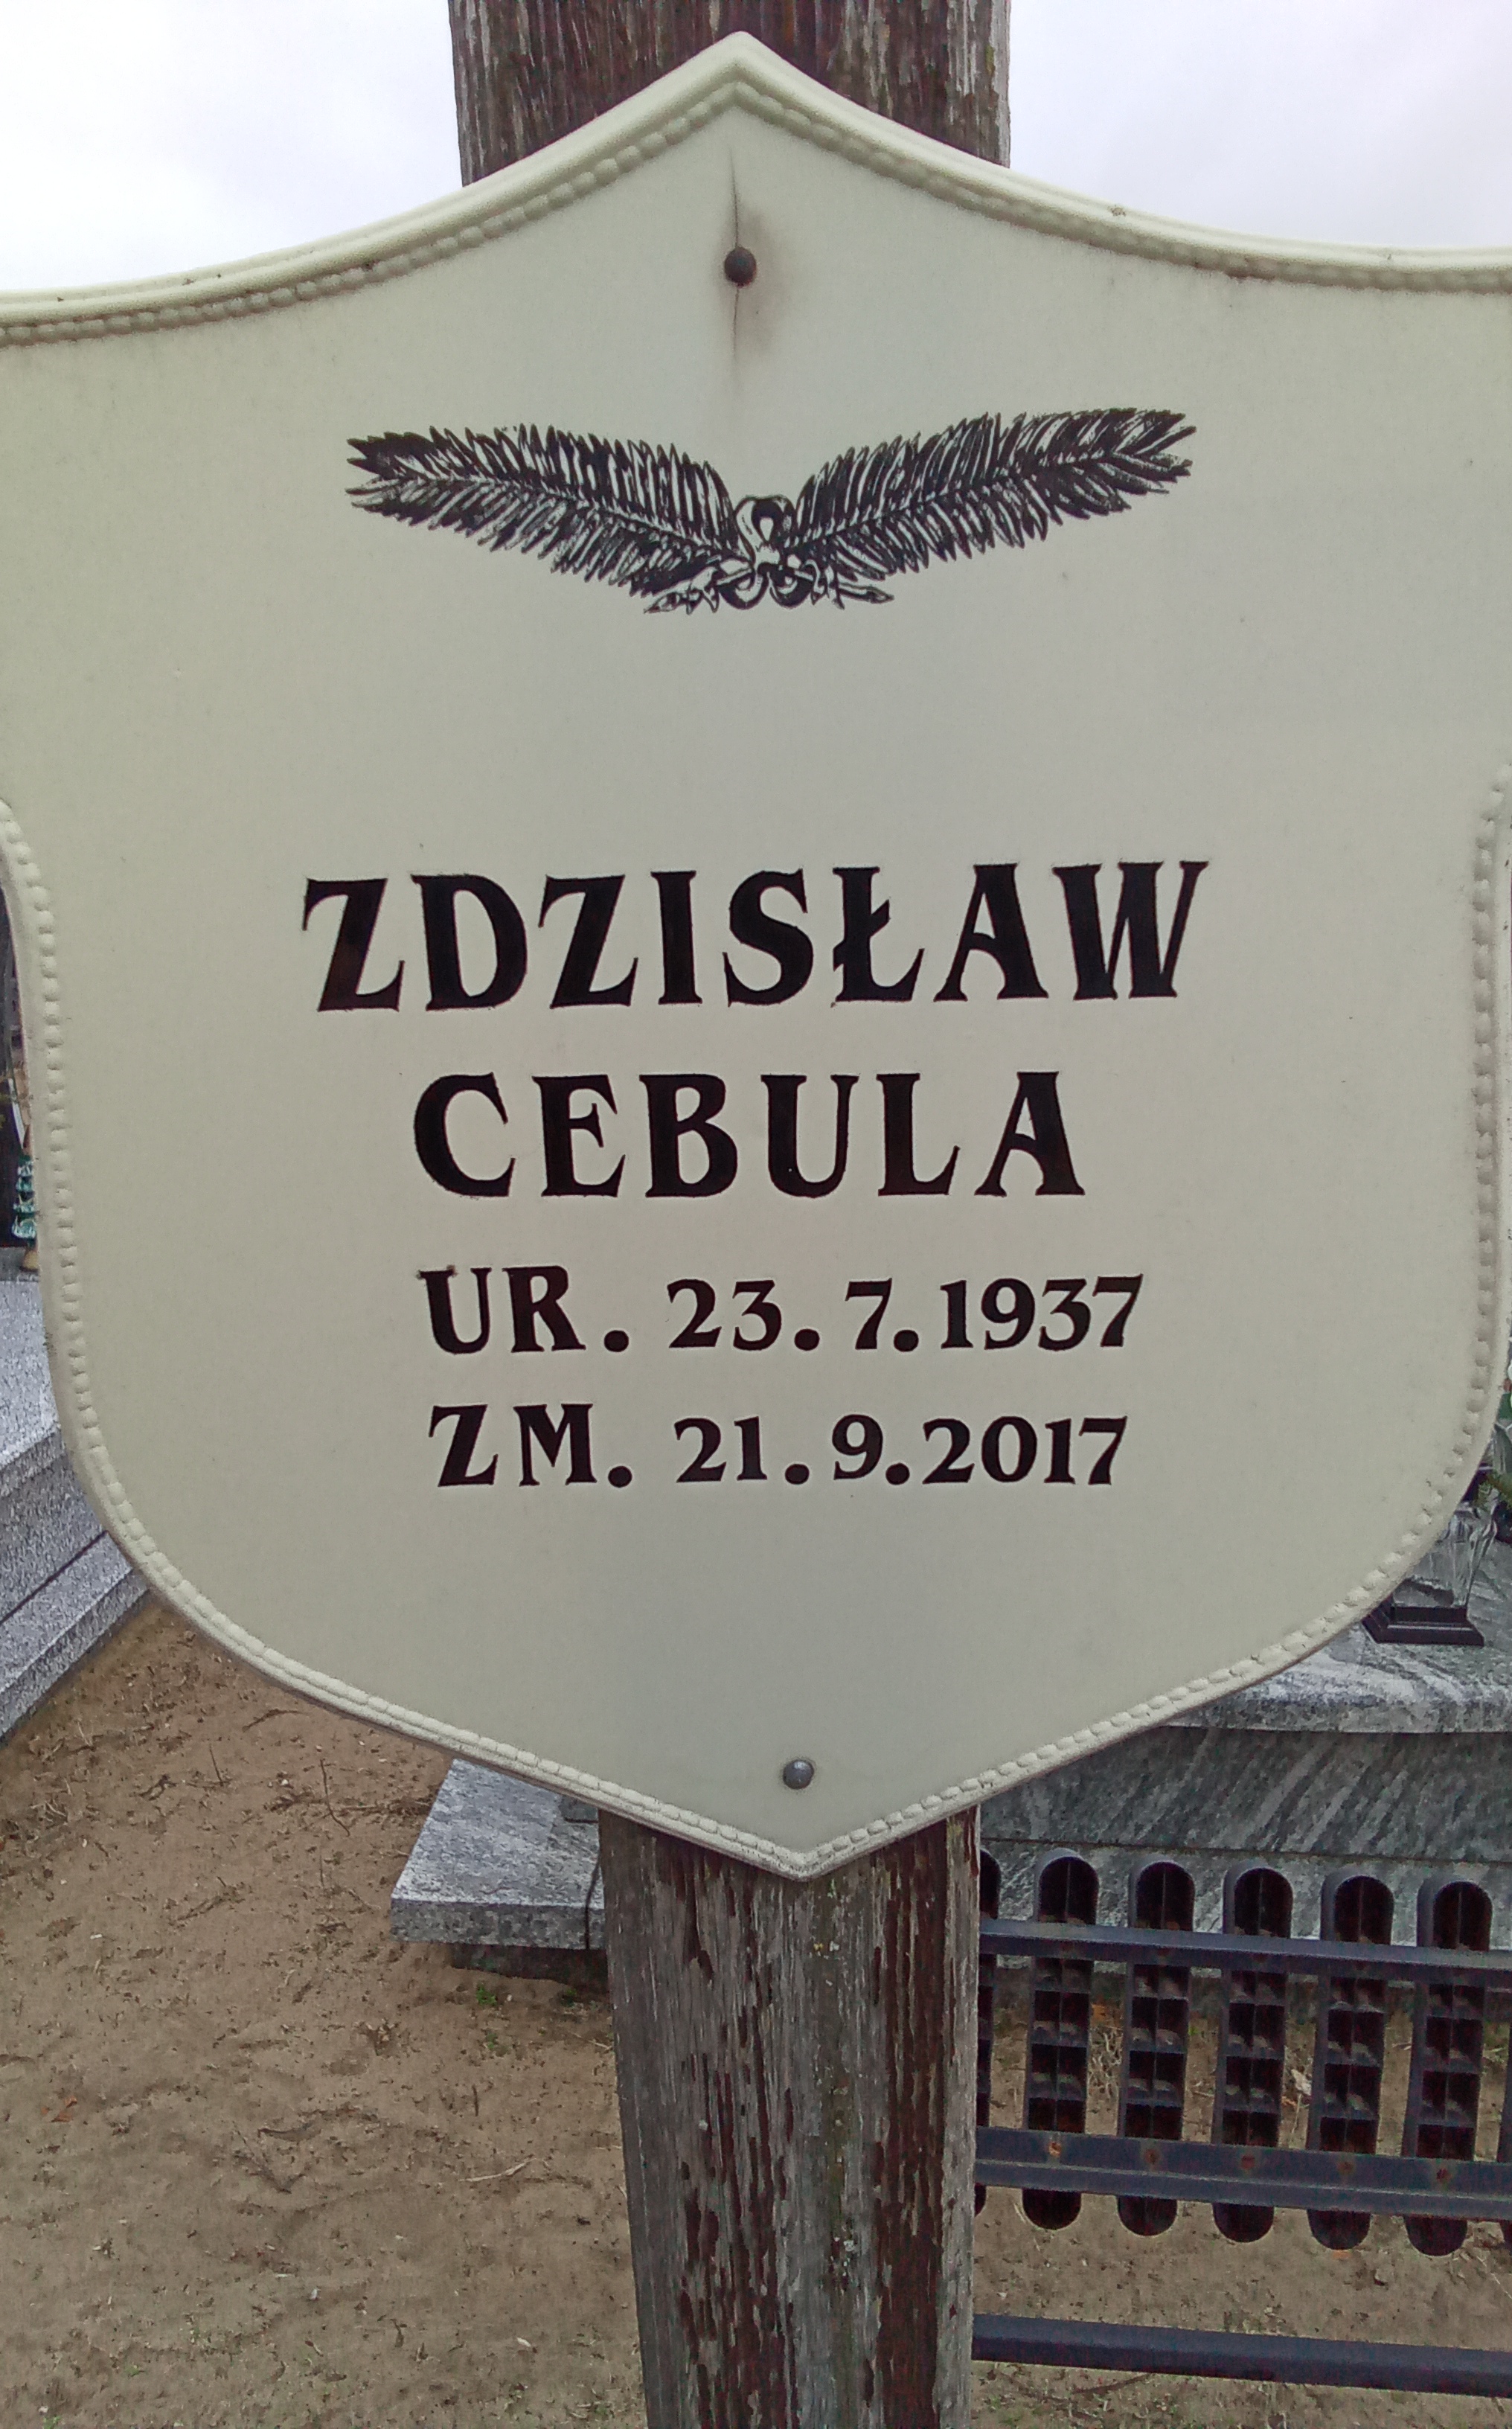 ZDZISŁAW
CEBULA
UR. 23.7.1937
ZM. 21.9.2017